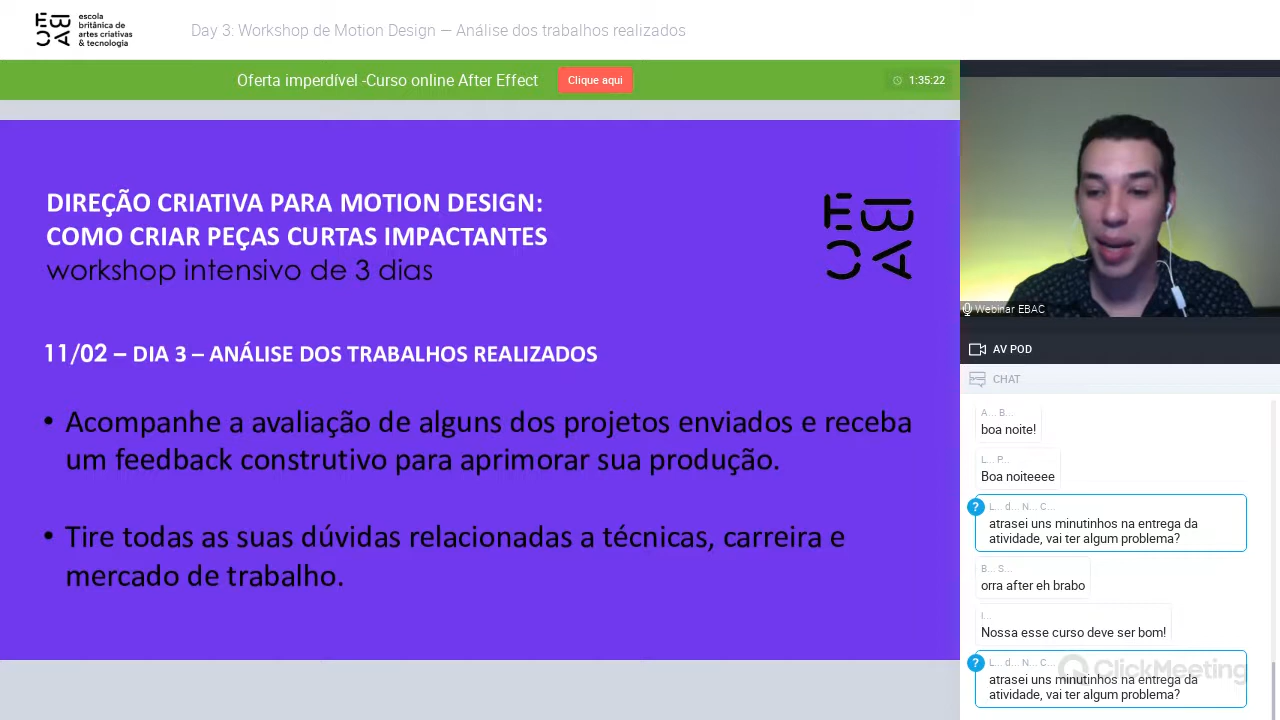 escola
britânica de
artes criativas
& tecnologia
Day 3: Workshop de Motion Design — Análise dos trabalhos realizados
Oferta imperdível -Curso online After Effect
Clique aqui
1:35:22
DIREÇÃO CRIATIVA PARA MOTION DESIGN:
COMO CRIAR PEÇAS CURTAS IMPACTANTES
workshop intensivo de 3 dias
EBAC
11/02 – DIA 3 – ANÁLISE DOS TRABALHOS REALIZADOS
• Acompanhe a avaliação de alguns dos projetos enviados e receba
um feedback construtivo para aprimorar sua produção.
• Tire todas as suas dúvidas relacionadas a técnicas, carreira e
mercado de trabalho.
Webinar EBAC
AV POD
CHAT
A... B...
boa noite!
L... P...
Boa noiteeee
? L... d... N... C...
atrasei uns minutinhos na entrega da
atividade, vai ter algum problema?
B... S...
orra after eh brabo
I...
Nossa esse curso deve ser bom!
? L... d... N... C...
atrasei uns minutinhos na entrega da
atividade, vai ter algum problema?
ClickMeeting